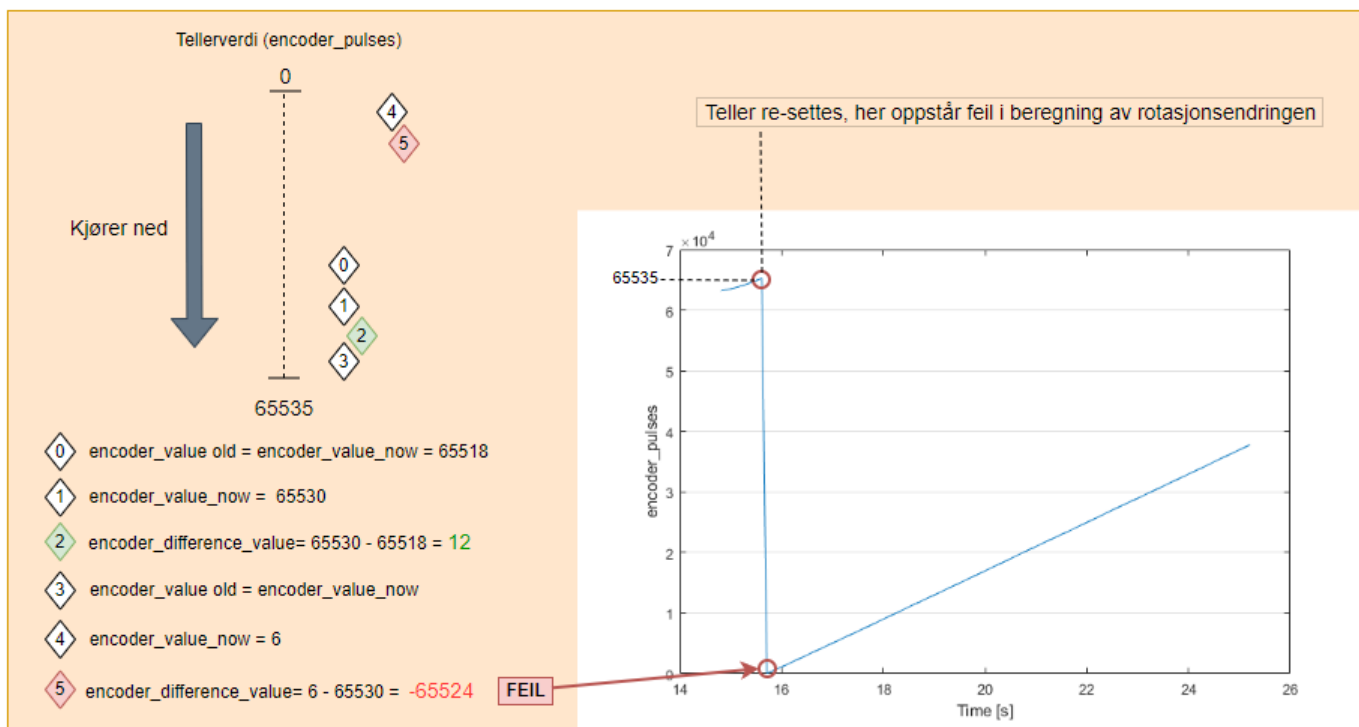 Tellerverdi (encoder_pulses)
0
4
5
Kjører ned
0
1
2
3
65535
0 encoder_value old = encoder_value_now = 65518
1 encoder_value_now = 65530
2 encoder_difference_value= 65530 - 65518 = 12
3 encoder_value old = encoder_value_now
4 encoder_value_now = 6
5 encoder_difference_value= 6 - 65530 = -65524 FEIL
Teller re-settes, her oppstår feil i beregning av rotasjonsendringen
7 × 10⁴
65535
6
5
4
3
2
1
0
encoder_pulses
14 16 18 20 22 24 26
Time [s]